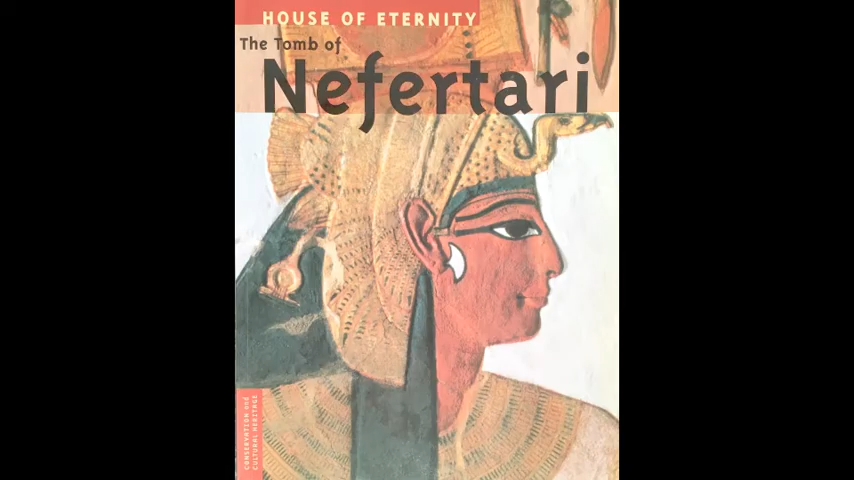 HOUSE OF ETERNITY
The Tomb of
Nefertari
CONSERVATION and
CULTURAL HERITAGE